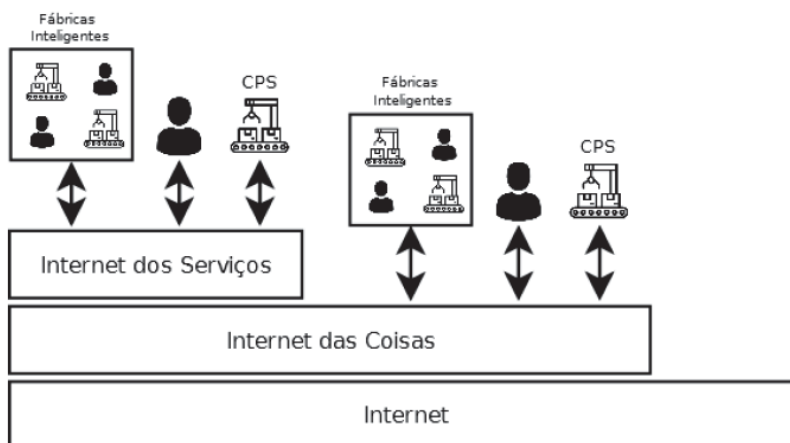 Fábricas
Inteligentes
CPS
Fábricas
Inteligentes
CPS
Internet dos Serviços
Internet das Coisas
Internet